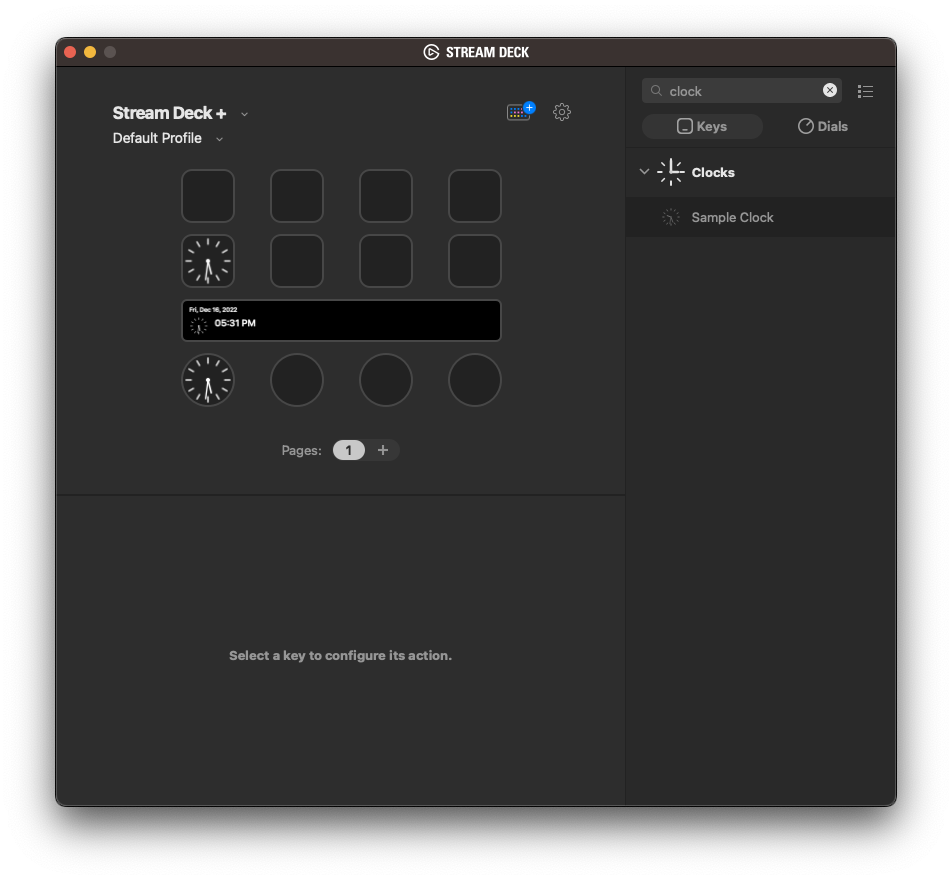 STREAM DECK
Stream Deck +
Default Profile
Fri, Dec 16, 2022
05:31 PM
Pages: 1 +
Select a key to configure its action.
clock
Keys Dials
Clocks
Sample Clock